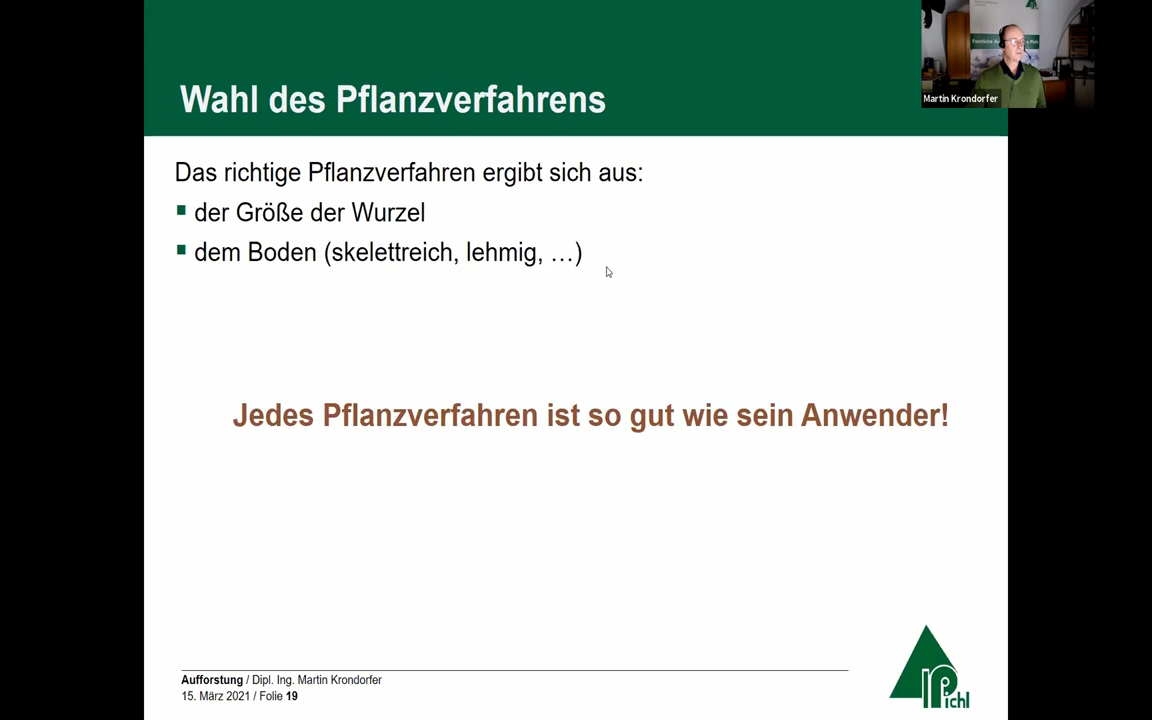 Wahl des Pflanzverfahrens
Martin Krondorfer
Das richtige Pflanzverfahren ergibt sich aus:
der Größe der Wurzel
dem Boden (skelettreich, lehmig, …)
Jedes Pflanzverfahren ist so gut wie sein Anwender!
Aufforstung / Dipl. Ing. Martin Krondorfer
15. März 2021 / Folie 19
Pichl